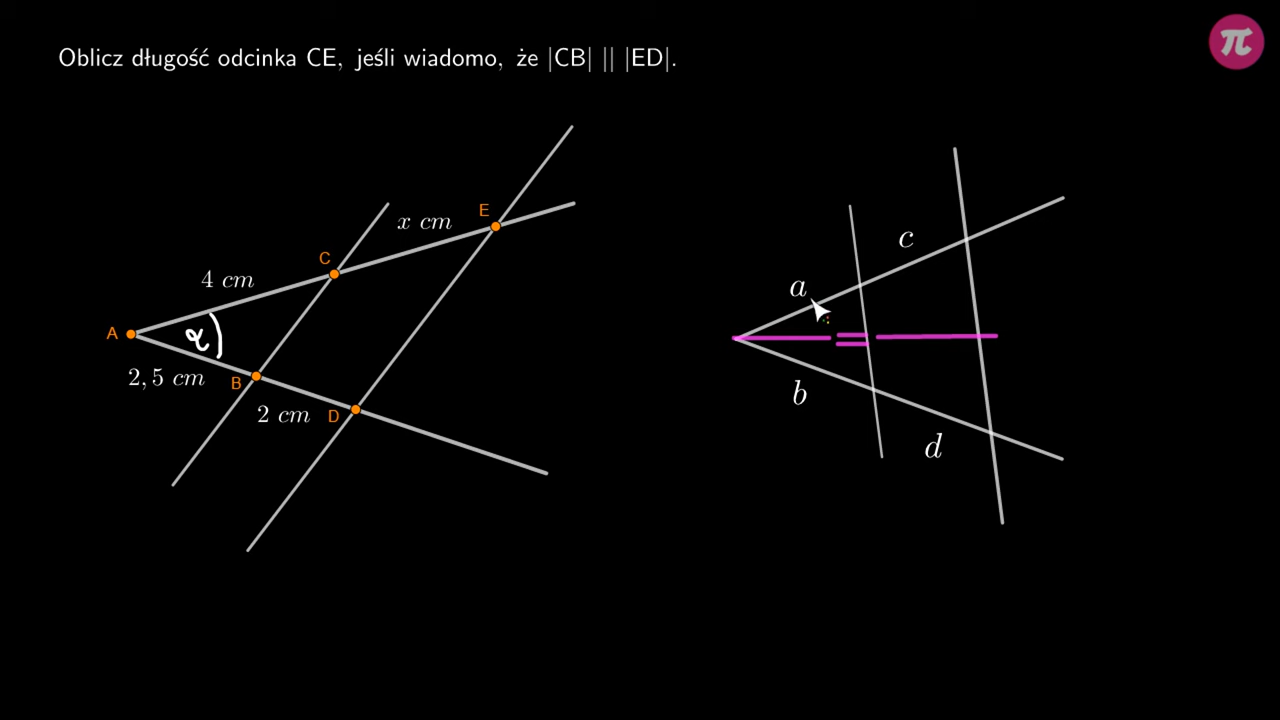 Oblicz długość odcinka CE, jeśli wiadomo, że |CB| || |ED|.
π
E
x cm
C
4 cm
A
α
2,5 cm
B
2 cm
D
c
a
=
b
d